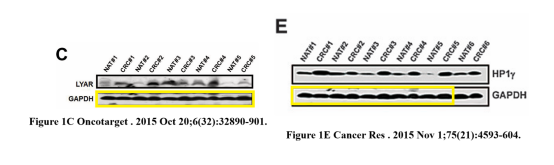 C
NAT#1 CRC#1 NAT#2 CRC#2 NAT#3 CRC#3 NAT#4 CRC#4 NAT#5 CRC#5
LYAR
GAPDH
Figure 1C Oncotarget . 2015 Oct 20;6(32):32890-901.
E
NAT#1 CRC#1 NAT#2 CRC#2 NAT#3 CRC#3 NAT#4 CRC#4 NAT#5 CRC#5 NAT#6 CRC#6
HP1γ
GAPDH
Figure 1E Cancer Res . 2015 Nov 1;75(21):4593-604.